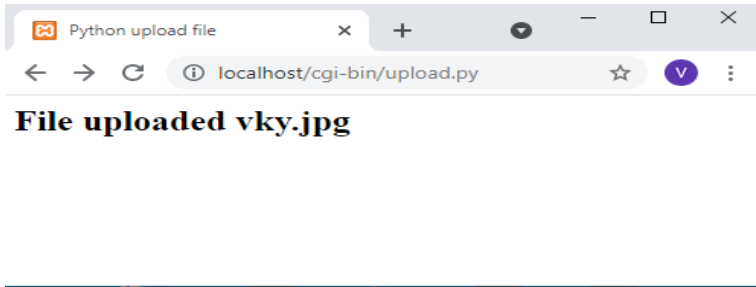 Python upload file
localhost/cgi-bin/upload.py
V
File uploaded vky.jpg